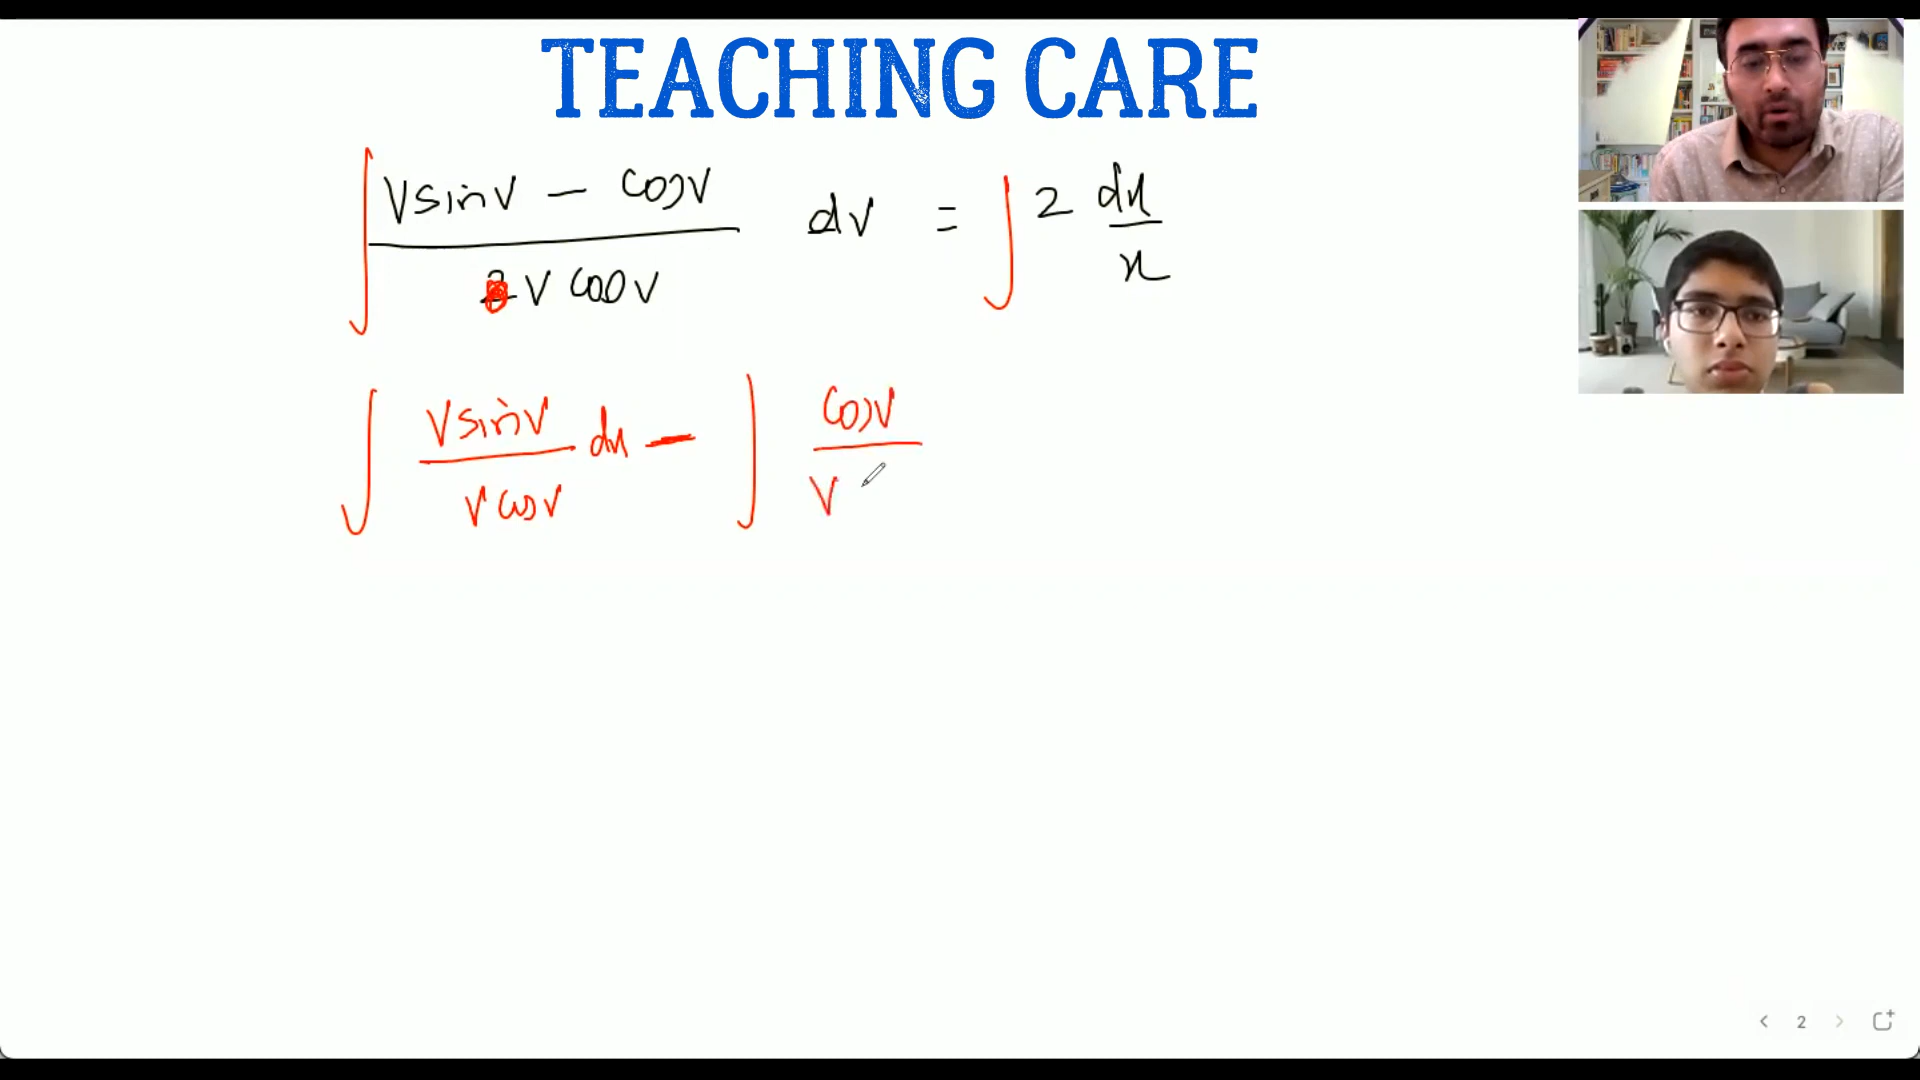 TEACHING CARE
∫ (v sin v − cos v) / (v cos v) dv = ∫ 2 dx/x
∫ (v sin v) / (v cos v) dx − ∫ cos v / v
2